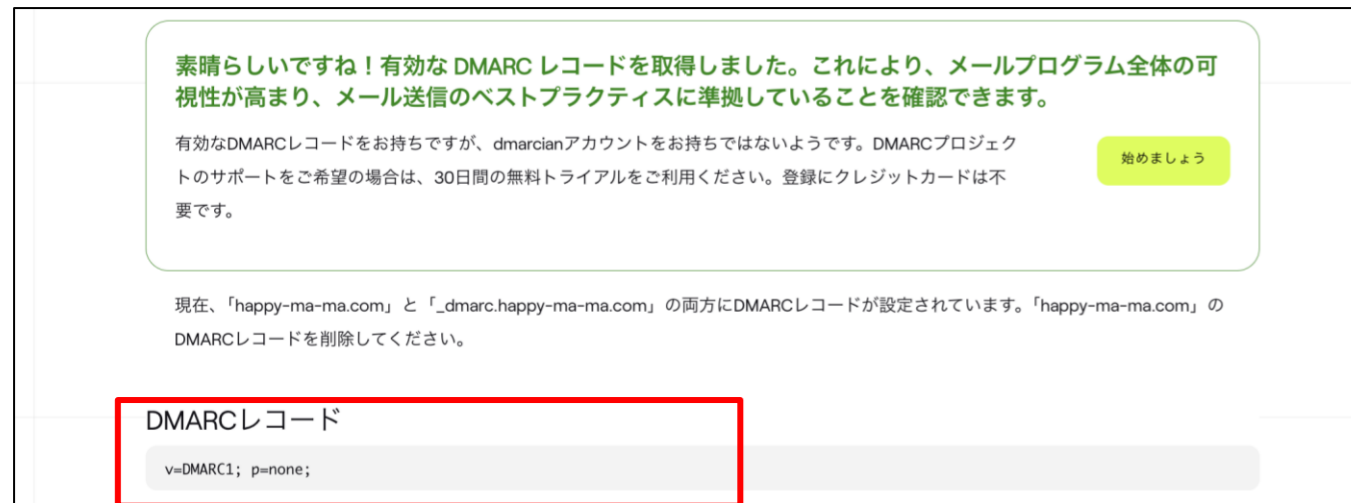 素晴らしいですね！有効な DMARC レコードを取得しました。これにより、メールプログラム全体の可
視性が高まり、メール送信のベストプラクティスに準拠していることを確認できます。
有効なDMARCレコードをお持ちですが、dmarcianアカウントをお持ちではないようです。DMARCプロジェク
トのサポートをご希望の場合は、30日間の無料トライアルをご利用ください。登録にクレジットカードは不
要です。
始めましょう
現在、「happy-ma-ma.com」と「_dmarc.happy-ma-ma.com」の両方にDMARCレコードが設定されています。「happy-ma-ma.com」の
DMARCレコードを削除してください。
DMARCレコード
v=DMARC1; p=none;